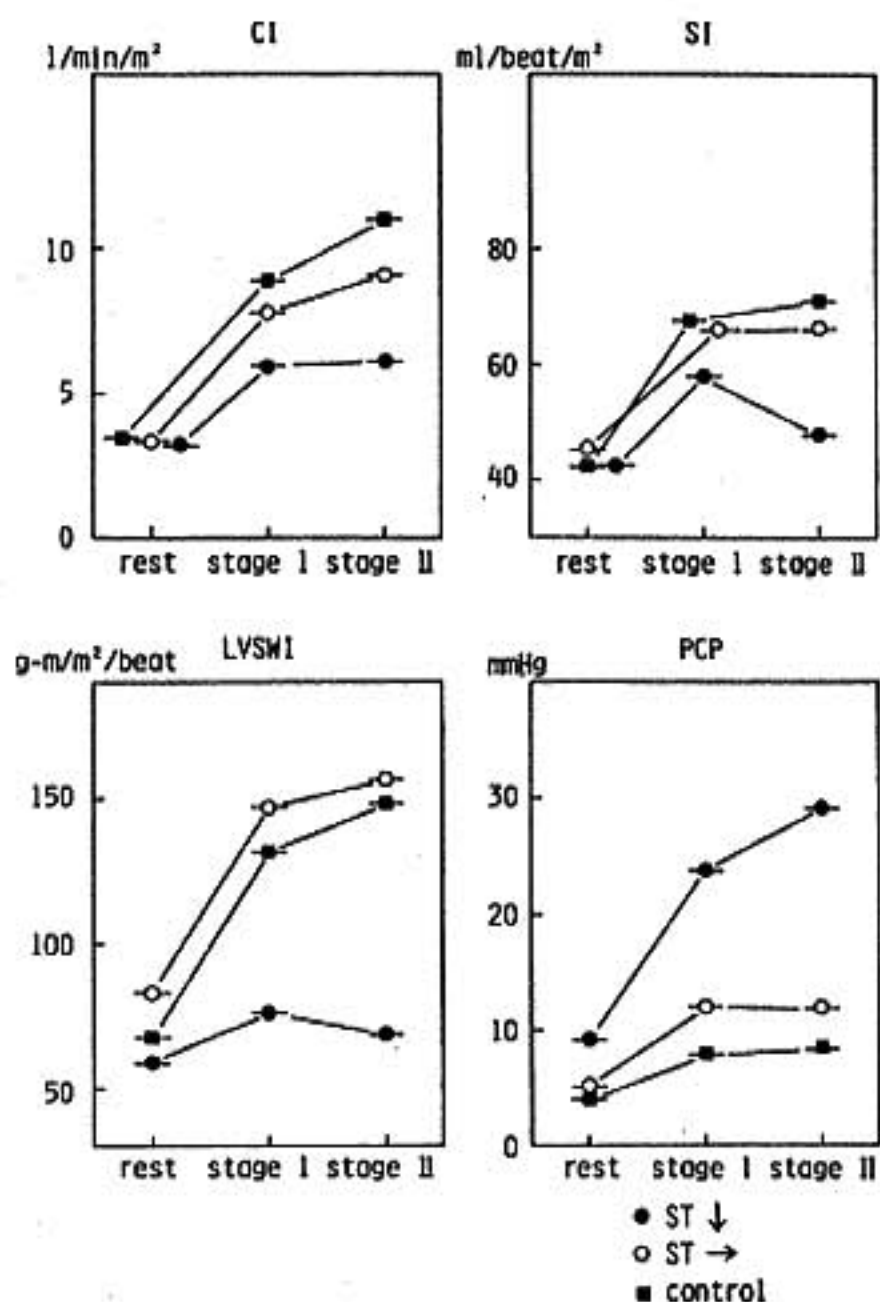 CI
l/min/m²
10
5
0
rest stage I stage II
SI
ml/beat/m²
80
60
40
rest stage I stage II
LVSWI
g-m/m²/beat
150
100
50
rest stage I stage II
PCP
mmHg
30
20
10
0
rest stage I stage II
● ST ↓
○ ST →
■ control